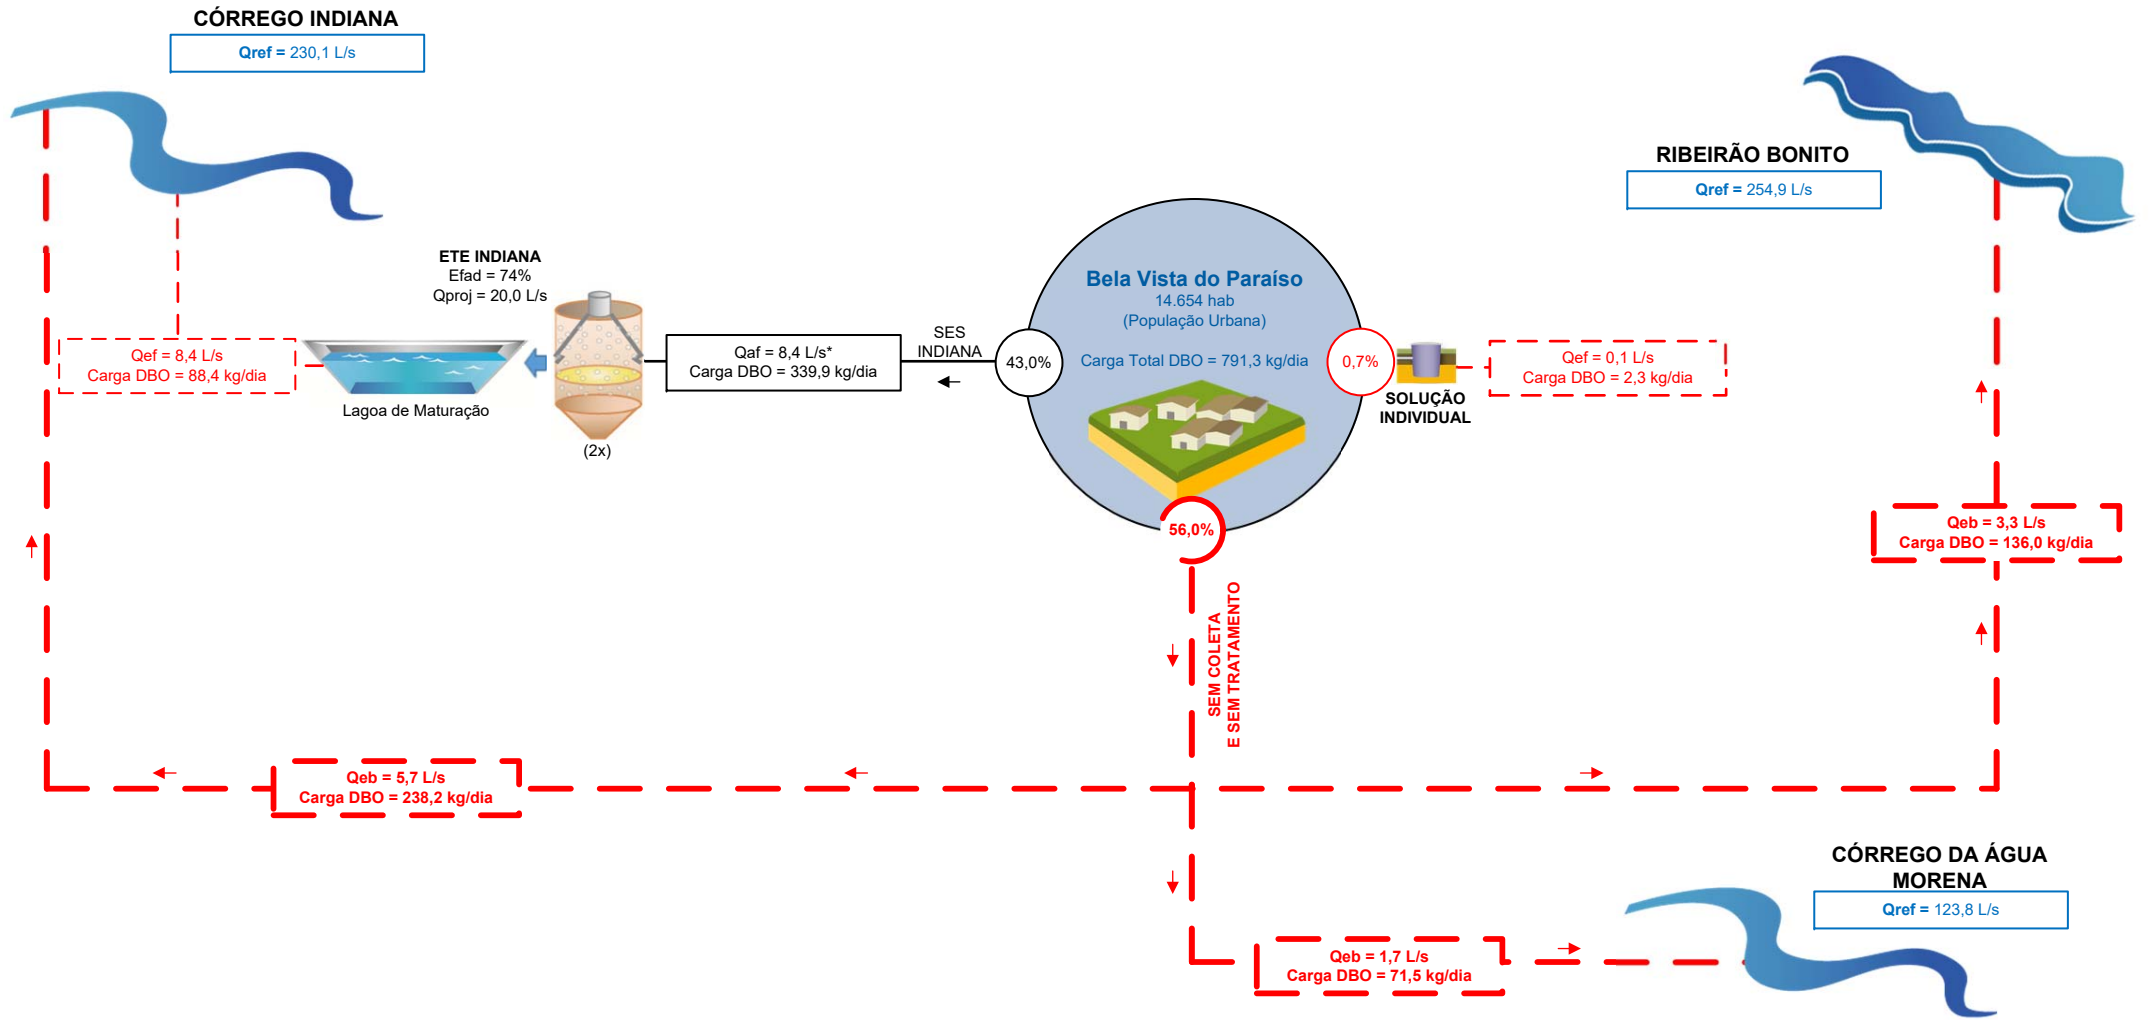 CÓRREGO INDIANA
Qref = 230,1 L/s
RIBEIRÃO BONITO
Qref = 254,9 L/s
ETE INDIANA
Efad = 74%
Qproj = 20,0 L/s
Qef = 8,4 L/s
Carga DBO = 88,4 kg/dia
Lagoa de Maturação
(2x)
Qaf = 8,4 L/s*
Carga DBO = 339,9 kg/dia
SES
INDIANA
43,0%
Bela Vista do Paraíso
14.654 hab
(População Urbana)
Carga Total DBO = 791,3 kg/dia
0,7%
SOLUÇÃO
INDIVIDUAL
Qef = 0,1 L/s
Carga DBO = 2,3 kg/dia
56,0%
SEM COLETA
E SEM TRATAMENTO
Qeb = 3,3 L/s
Carga DBO = 136,0 kg/dia
Qeb = 5,7 L/s
Carga DBO = 238,2 kg/dia
CÓRREGO DA ÁGUA
MORENA
Qref = 123,8 L/s
Qeb = 1,7 L/s
Carga DBO = 71,5 kg/dia